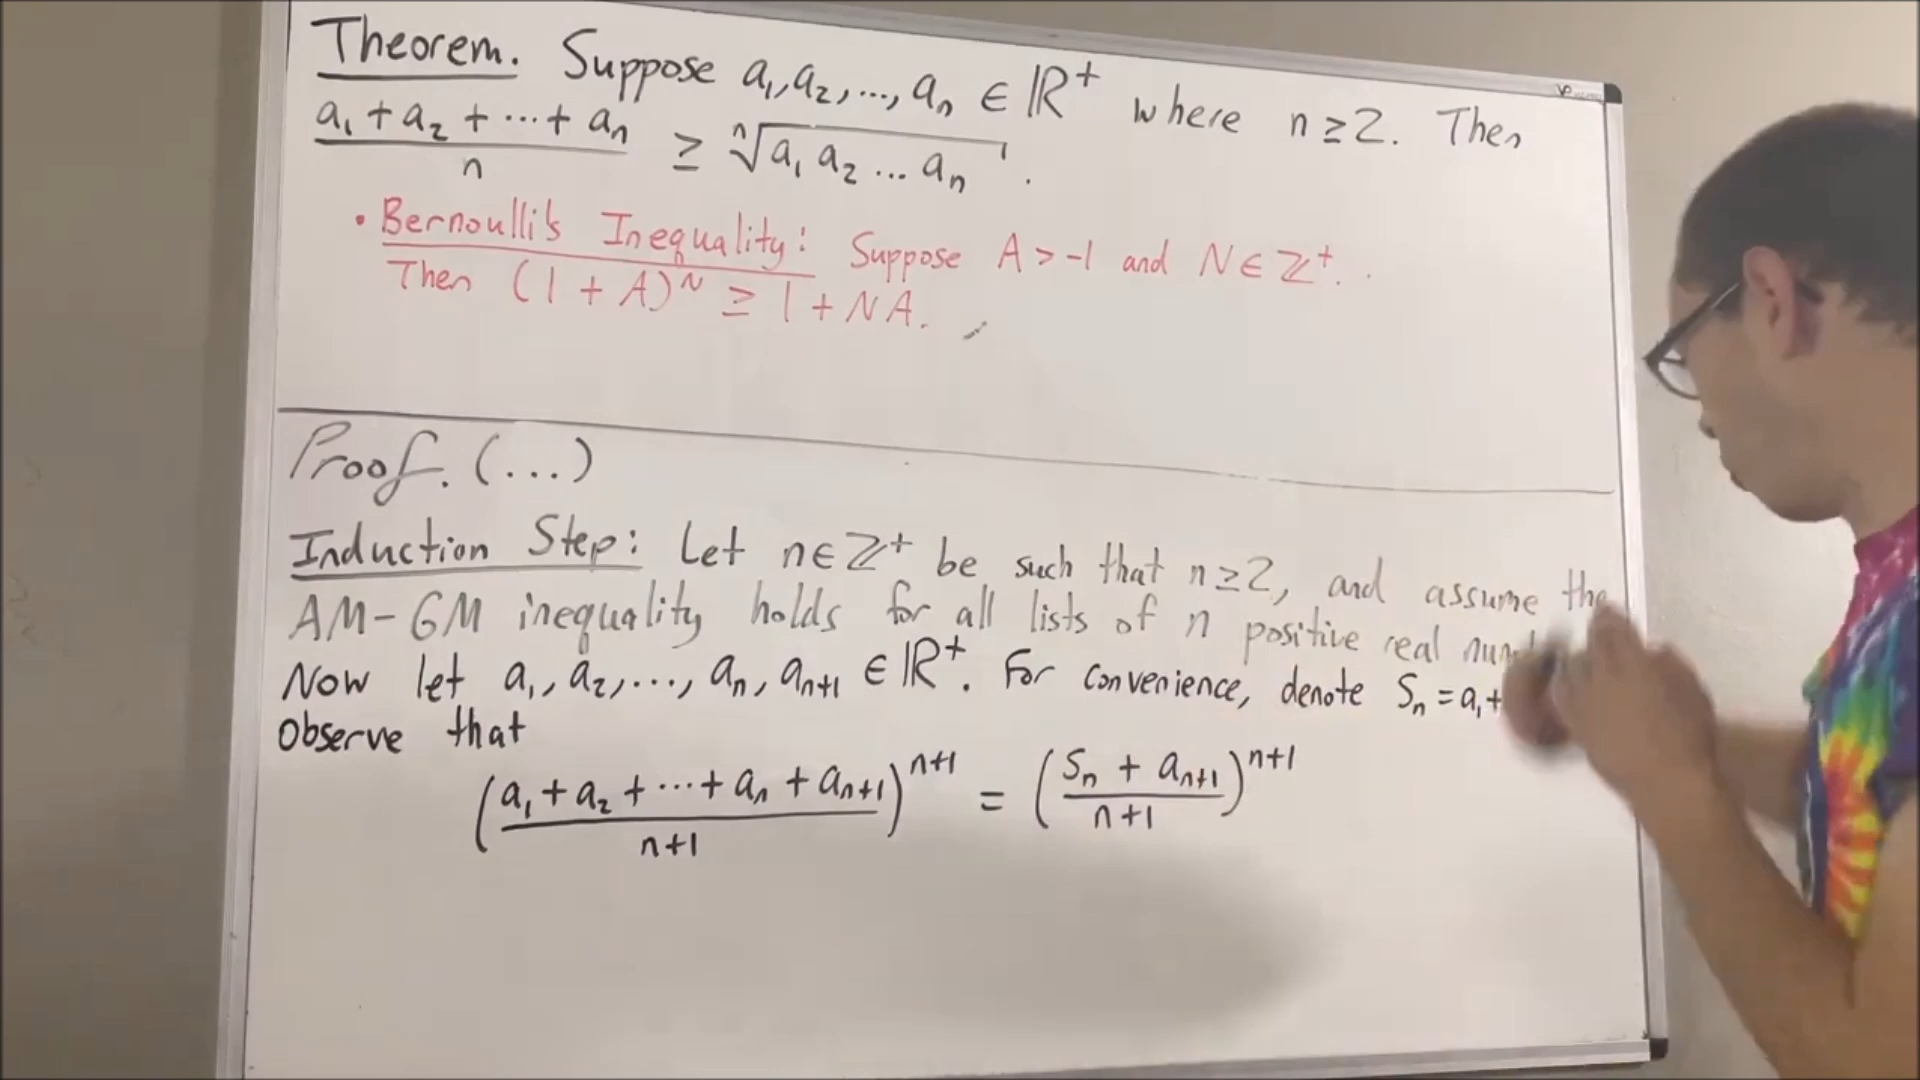 Theorem. Suppose a₁, a₂, ..., aₙ ∈ ℝ⁺ where n ≥ 2. Then
(a₁ + a₂ + ⋯ + aₙ)/n ≥ ⁿ√(a₁ a₂ ... aₙ).
• Bernoulli's Inequality: Suppose A > -1 and N ∈ ℤ⁺.
Then (1 + A)ᴺ ≥ 1 + NA.
Proof. (...)
Induction Step: Let n ∈ ℤ⁺ be such that n ≥ 2, and assume the
AM-GM inequality holds for all lists of n positive real
Now let a₁, a₂, ..., aₙ, aₙ₊₁ ∈ ℝ⁺. For convenience, denote Sₙ = a₁ +
Observe that
((a₁ + a₂ + ⋯ + aₙ + aₙ₊₁)/(n+1))ⁿ⁺¹ = ((Sₙ + aₙ₊₁)/(n+1))ⁿ⁺¹